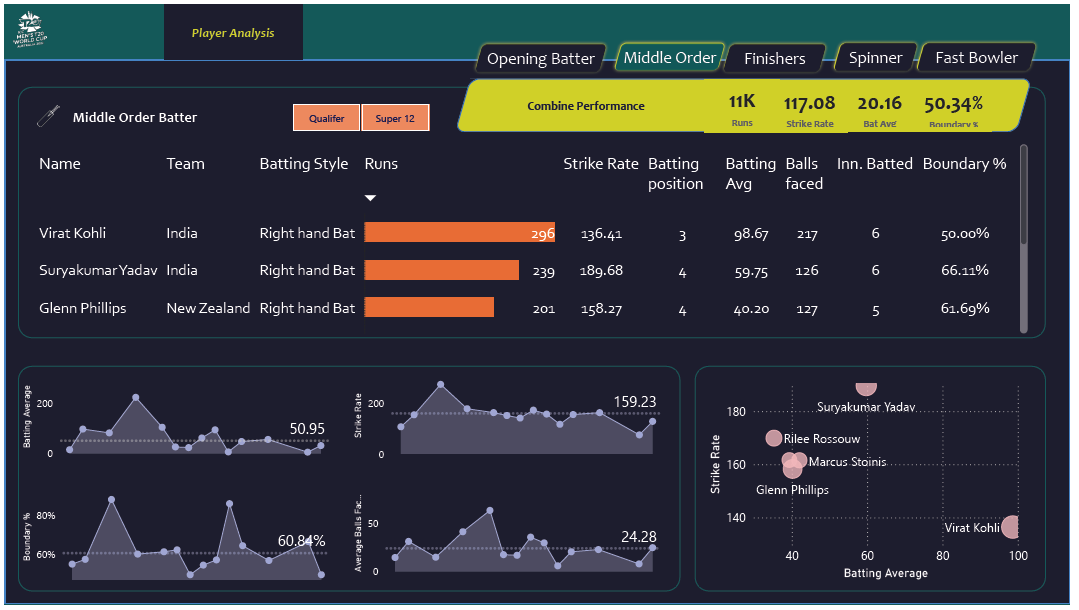 MEN'S T20
WORLD CUP
Player Analysis
Opening Batter
Middle Order
Finishers
Spinner
Fast Bowler
Middle Order Batter
Qualifer
Super 12
Combine Performance
11K
Runs
117.08
Strike Rate
20.16
Bat Avg
50.34%
Boundary %
Name Team Batting Style Runs Strike Rate Batting Batting Balls Inn. Batted Boundary %
position Avg faced
Virat Kohli India Right hand Bat 296 136.41 3 98.67 217 6 50.00%
Suryakumar Yadav India Right hand Bat 239 189.68 4 59.75 126 6 66.11%
Glenn Phillips New Zealand Right hand Bat 201 158.27 4 40.20 127 5 61.69%
Batting Average
200
0
50.95
Strike Rate
200
0
159.23
Boundary %
80%
60%
60.84%
Average Balls Fac...
50
0
24.28
Strike Rate
180
160
140
Suryakumar Yadav
Rilee Rossouw
Marcus Stoinis
Glenn Phillips
Virat Kohli
40 60 80 100
Batting Average